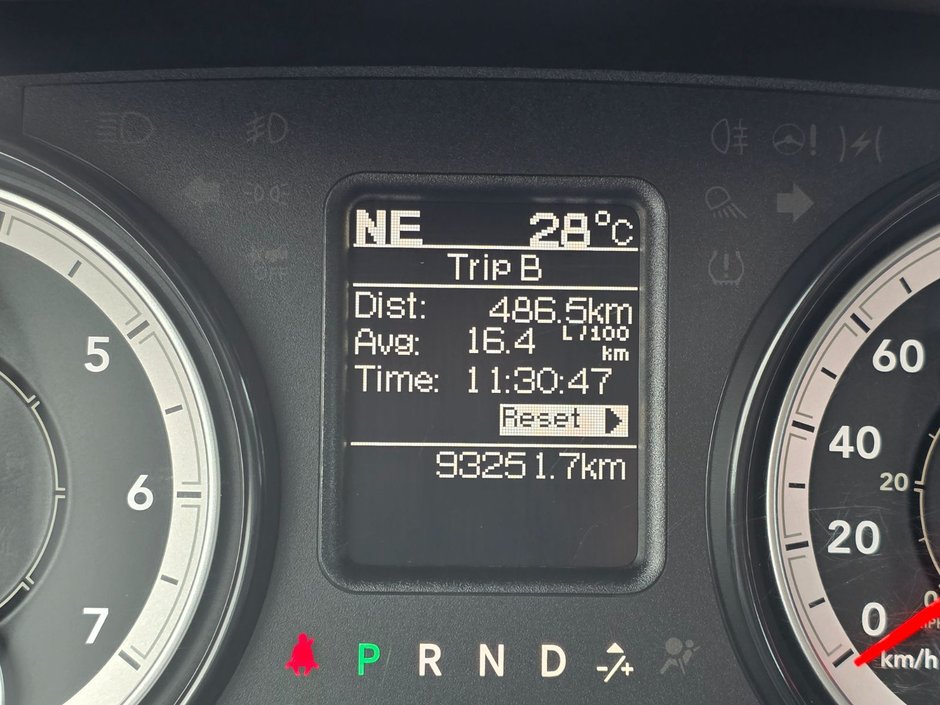 NE 28°C
Trip B
Dist: 486.5km
Avg: 16.4 L/100 km
Time: 11:30:47
Reset
93251.7km
5
6
7
60
40
20
20
0
0
km/h
P R N D -/+